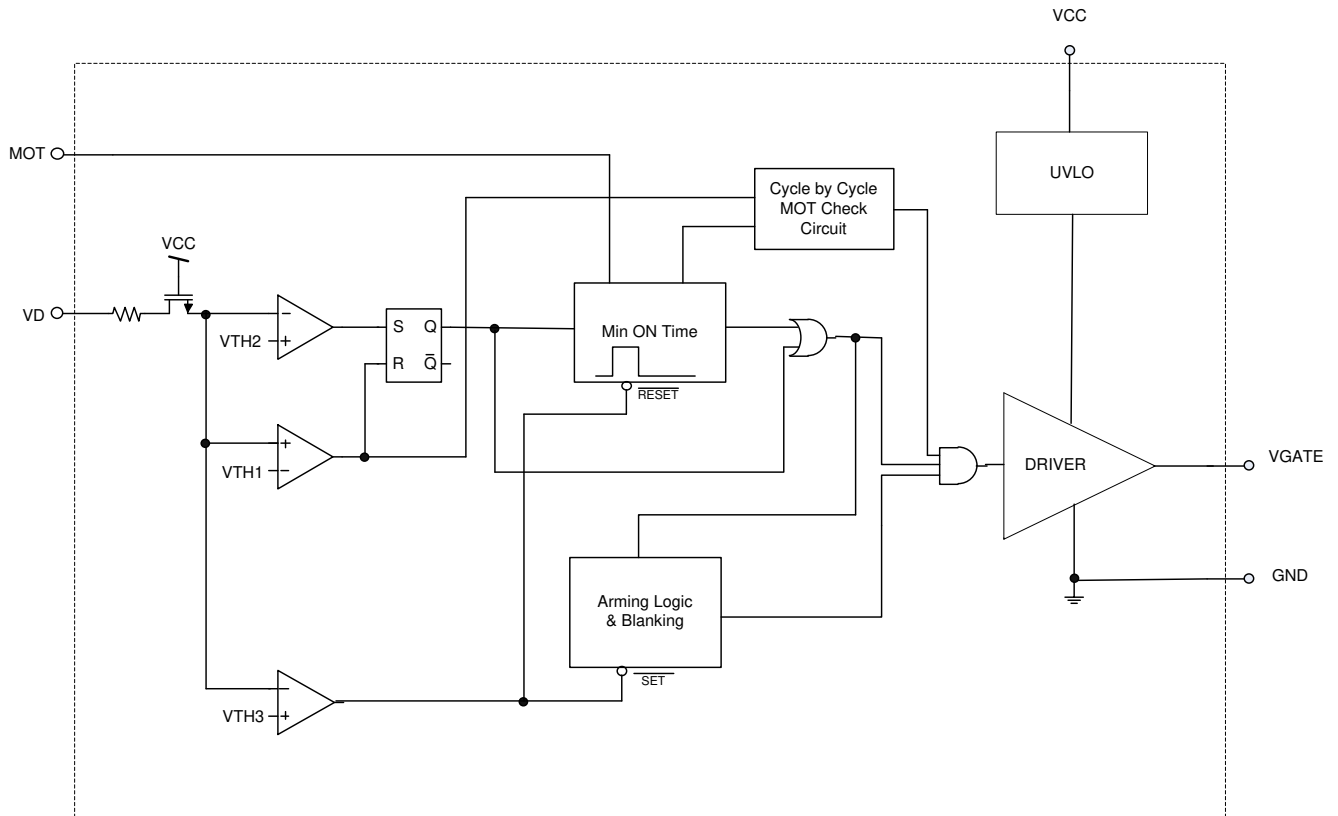 VCC
MOT
UVLO
Cycle by Cycle
MOT Check
Circuit
VCC
VD
−
VTH2
+
S
Q
R
Q̅
Min ON Time
RESET
+
VTH1
−
DRIVER
VGATE
GND
Arming Logic
& Blanking
SET
−
VTH3
+